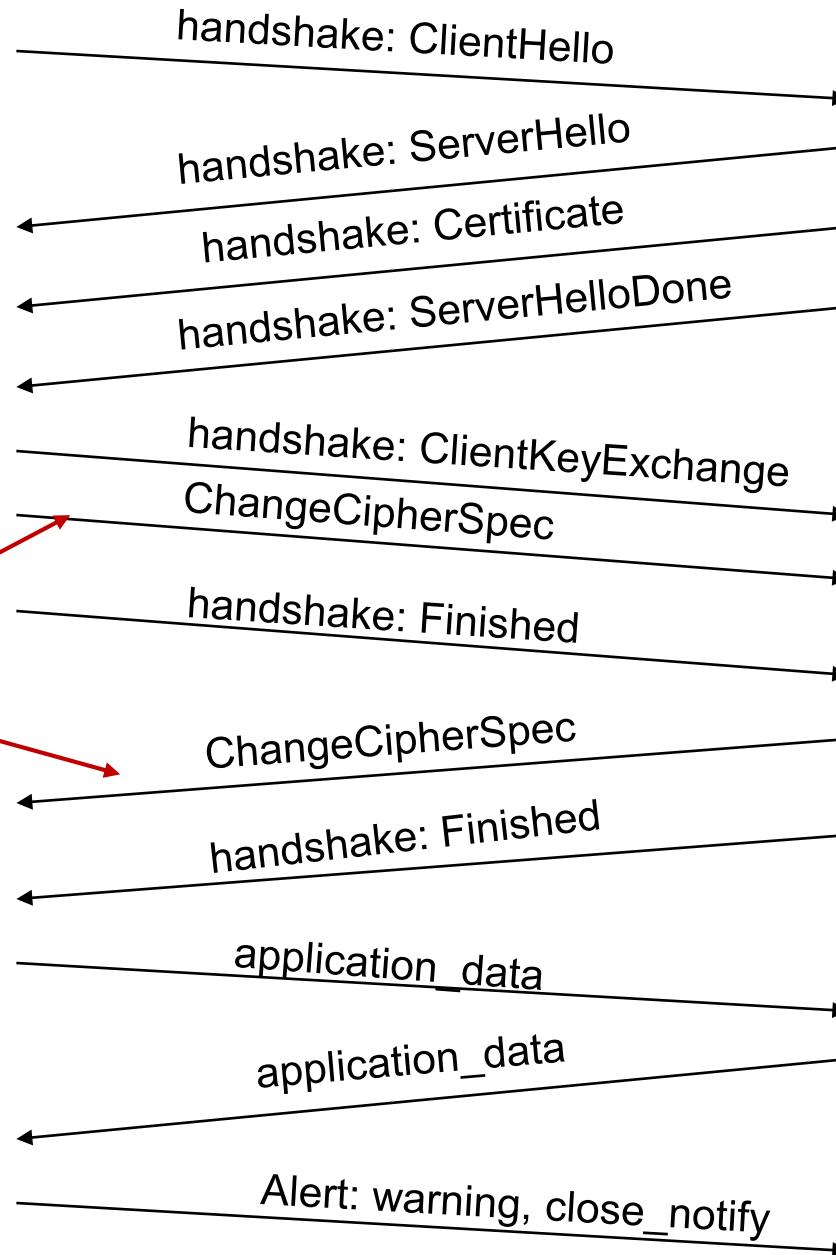 handshake: ClientHello
handshake: ServerHello
handshake: Certificate
handshake: ServerHelloDone
handshake: ClientKeyExchange
ChangeCipherSpec
handshake: Finished
ChangeCipherSpec
handshake: Finished
application_data
application_data
Alert: warning, close_notify